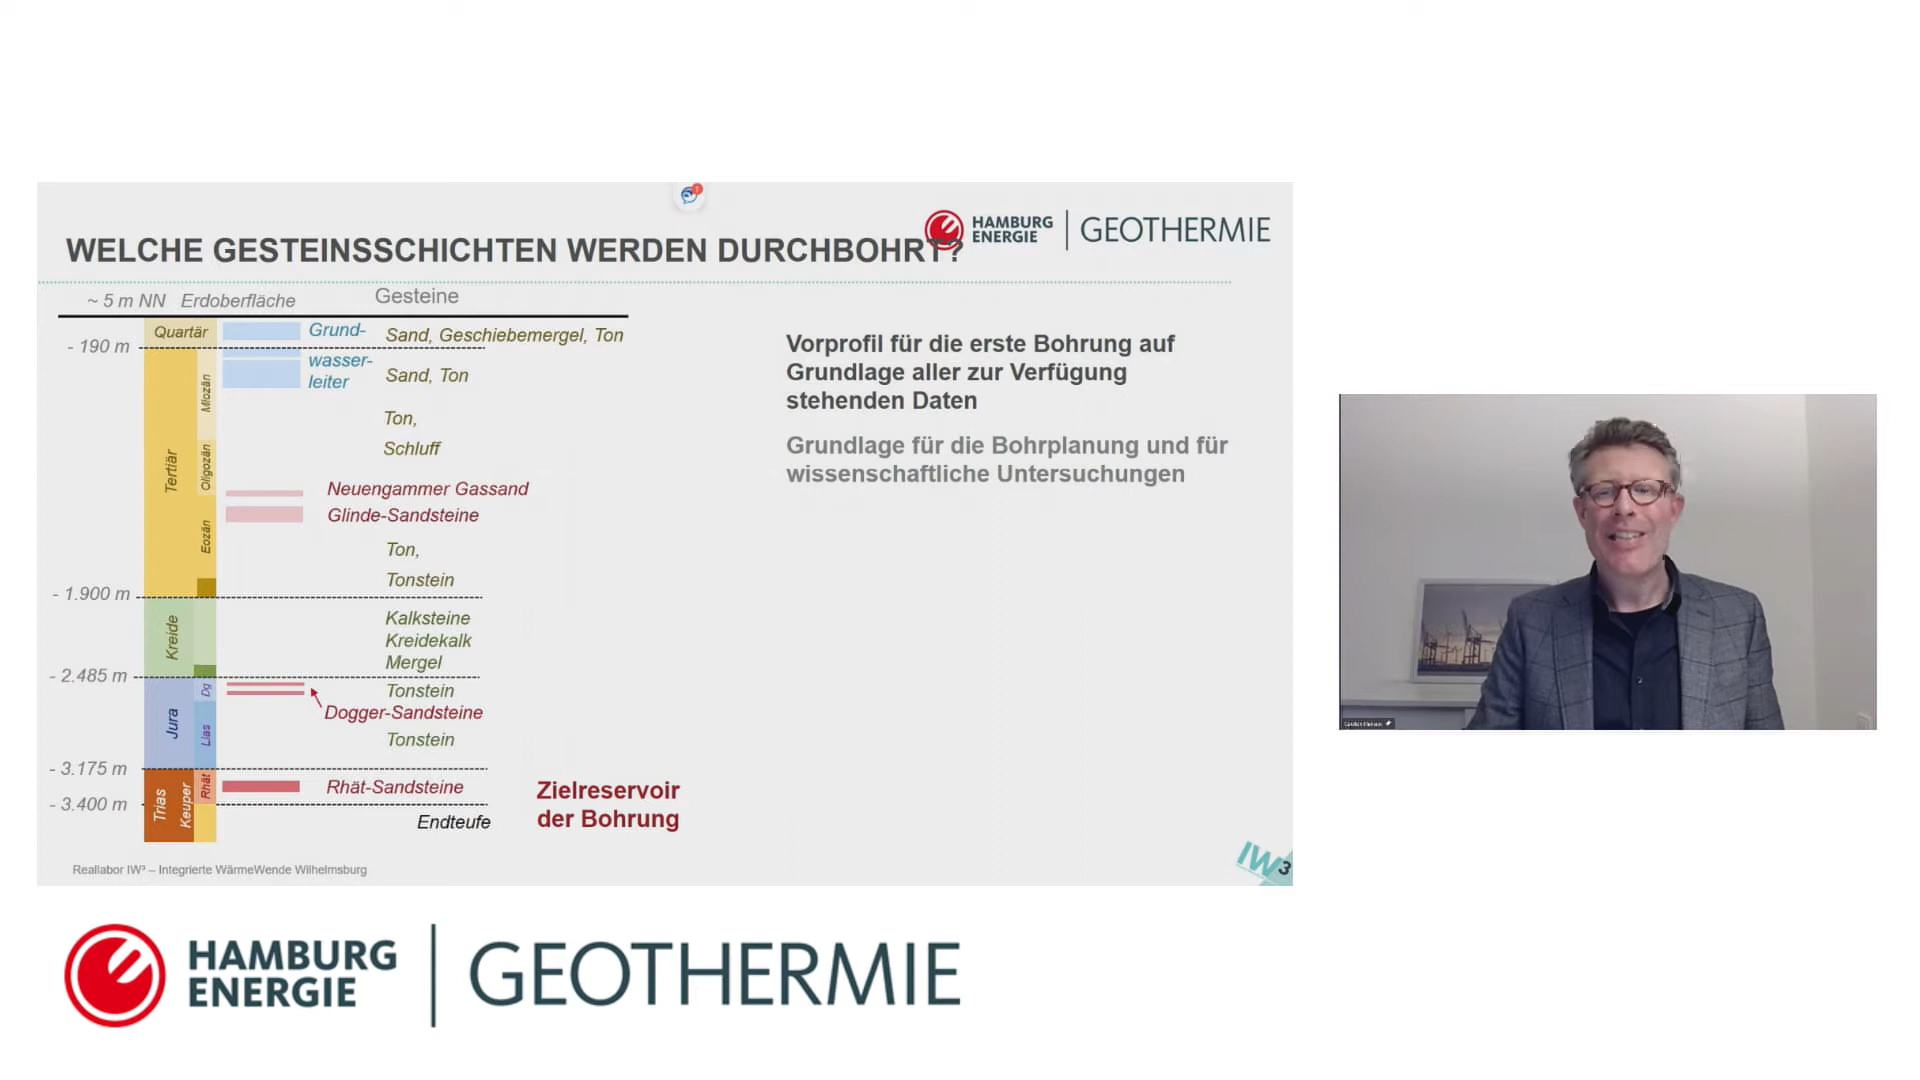 HAMBURG
ENERGIE
GEOTHERMIE
WELCHE GESTEINSSCHICHTEN WERDEN DURCHBOHRT?
~ 5 m NN Erdoberfläche
Gesteine
Quartär
Grund-
Sand, Geschiebemergel, Ton
- 190 m
wasser-
leiter
Sand, Ton
Miozän
Ton,
Schluff
Tertiär
Oligozän
Neuengammer Gassand
Glinde-Sandsteine
Eozän
Ton,
Tonstein
- 1.900 m
Kreide
Kalksteine
Kreidekalk
Mergel
- 2.485 m
Dg
Tonstein
Dogger-Sandsteine
Jura
Lias
Tonstein
- 3.175 m
Trias
Keuper
Rhät
Rhät-Sandsteine
- 3.400 m
Endteufe
Zielreservoir
der Bohrung
Vorprofil für die erste Bohrung auf
Grundlage aller zur Verfügung
stehenden Daten
Grundlage für die Bohrplanung und für
wissenschaftliche Untersuchungen
Reallabor IW³ – Integrierte WärmeWende Wilhelmsburg
IW3
HAMBURG
ENERGIE
GEOTHERMIE